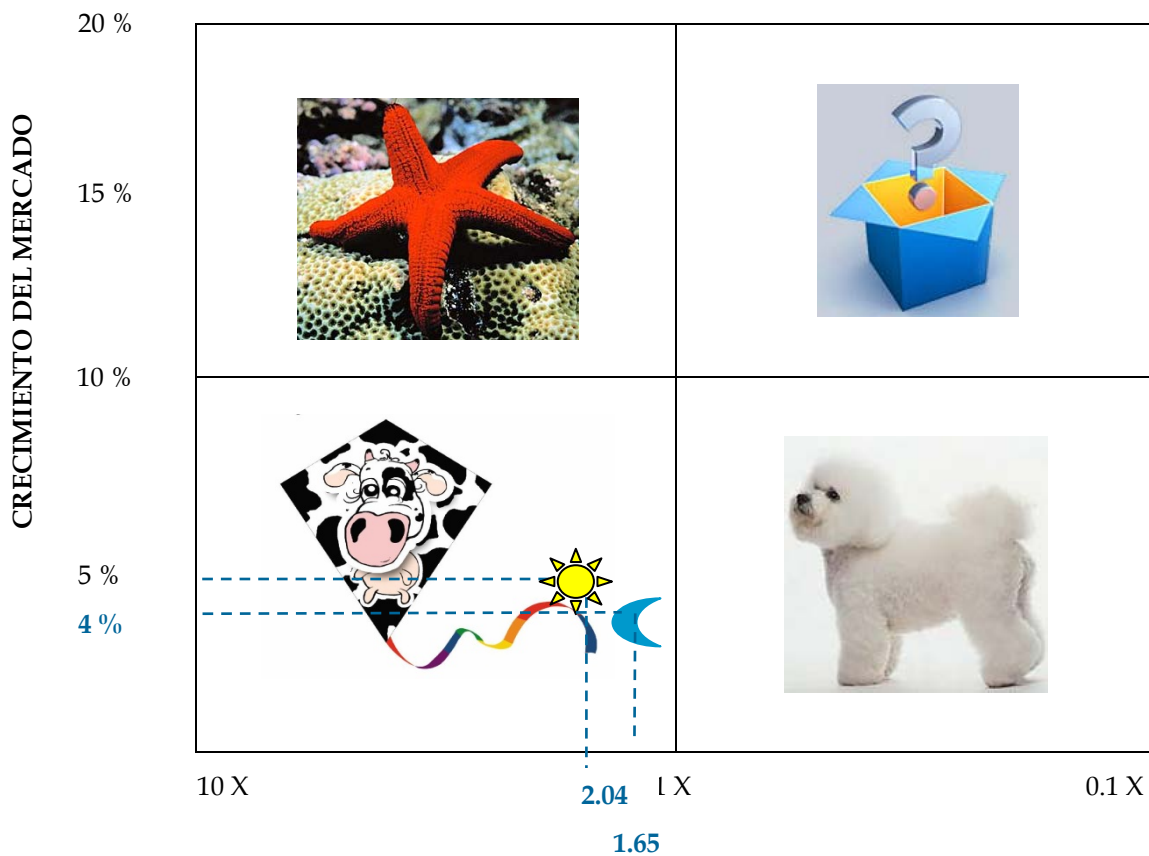 20 %
CRECIMIENTO DEL MERCADO
15 %
10 %
5 %
4 %
10 X
2.04
1 X
0.1 X
1.65